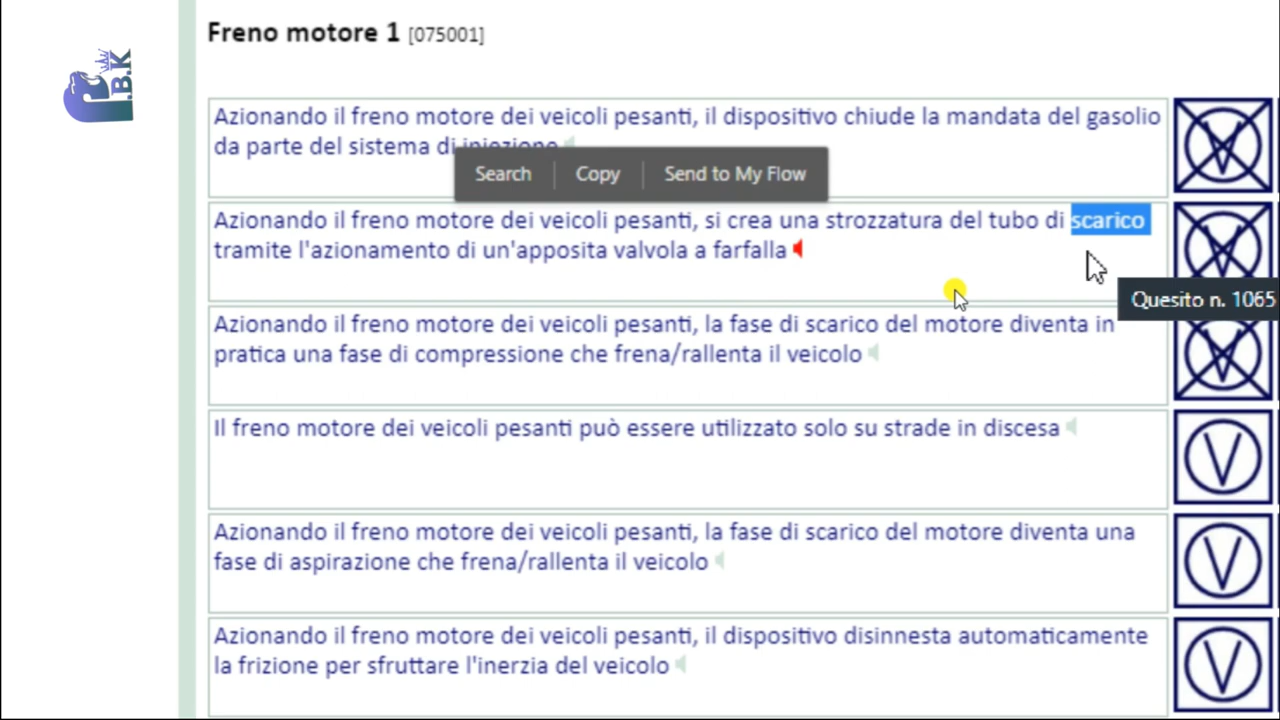 Freno motore 1 [075001]
B.K
Azionando il freno motore dei veicoli pesanti, il dispositivo chiude la mandata del gasolio
da parte del sistema di iniezione
Search Copy Send to My Flow
Azionando il freno motore dei veicoli pesanti, si crea una strozzatura del tubo di scarico
tramite l'azionamento di un'apposita valvola a farfalla
Quesito n. 1065
Azionando il freno motore dei veicoli pesanti, la fase di scarico del motore diventa in
pratica una fase di compressione che frena/rallenta il veicolo
Il freno motore dei veicoli pesanti può essere utilizzato solo su strade in discesa
V
Azionando il freno motore dei veicoli pesanti, la fase di scarico del motore diventa una
fase di aspirazione che frena/rallenta il veicolo
V
Azionando il freno motore dei veicoli pesanti, il dispositivo disinnesta automaticamente
la frizione per sfruttare l'inerzia del veicolo
V